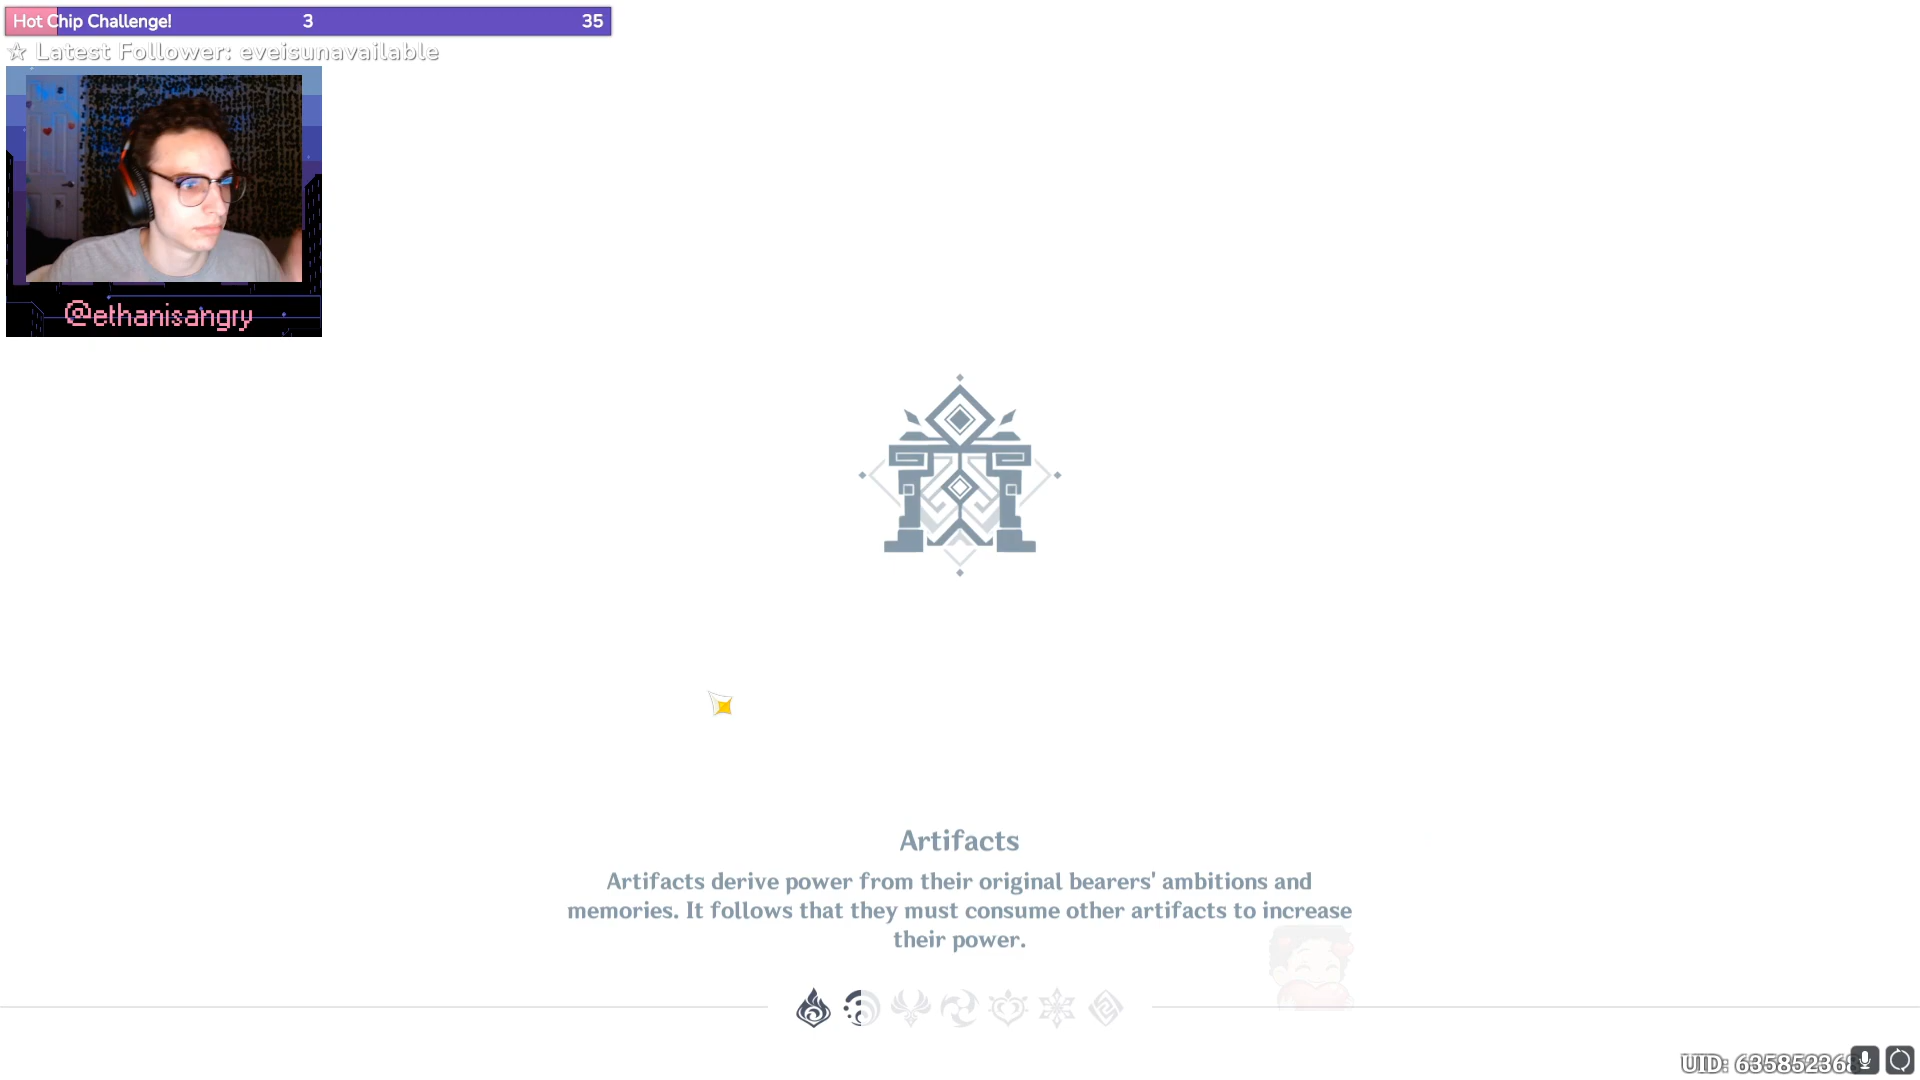 Hot Chip Challenge! 3 35
☆ Latest Follower: eveisunavailable
@ethanisangry
Artifacts
Artifacts derive power from their original bearers' ambitions and
memories. It follows that they must consume other artifacts to increase
their power.
UID: